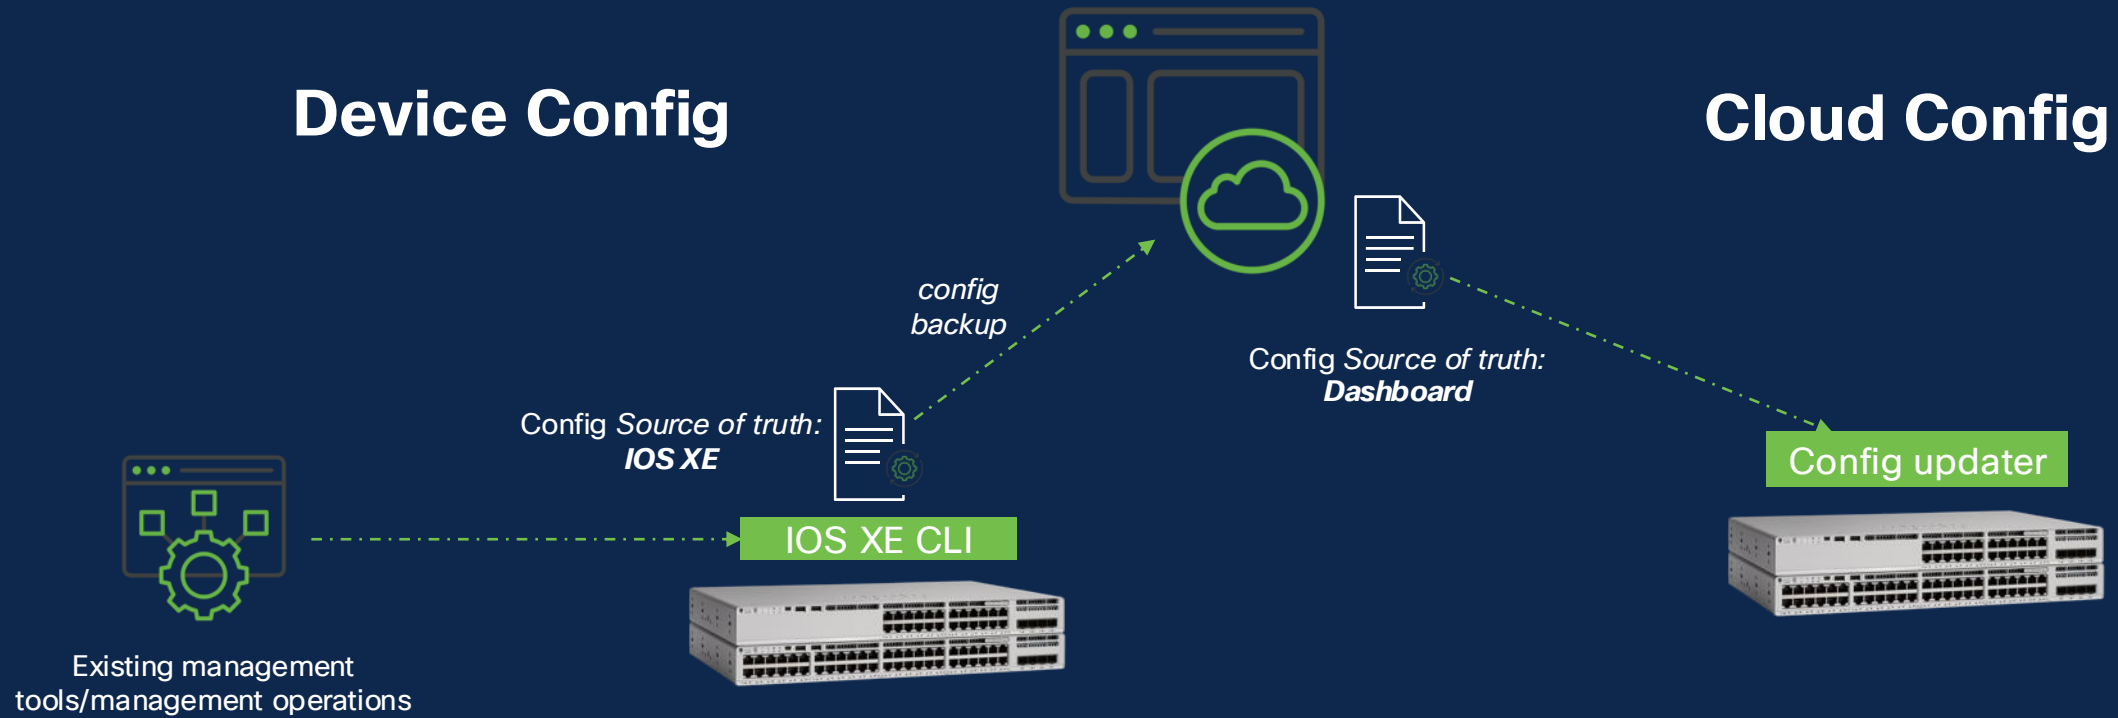 Device Config
Cloud Config
config
backup
Config Source of truth:
IOS XE
Config Source of truth:
Dashboard
IOS XE CLI
Config updater
Existing management
tools/management operations